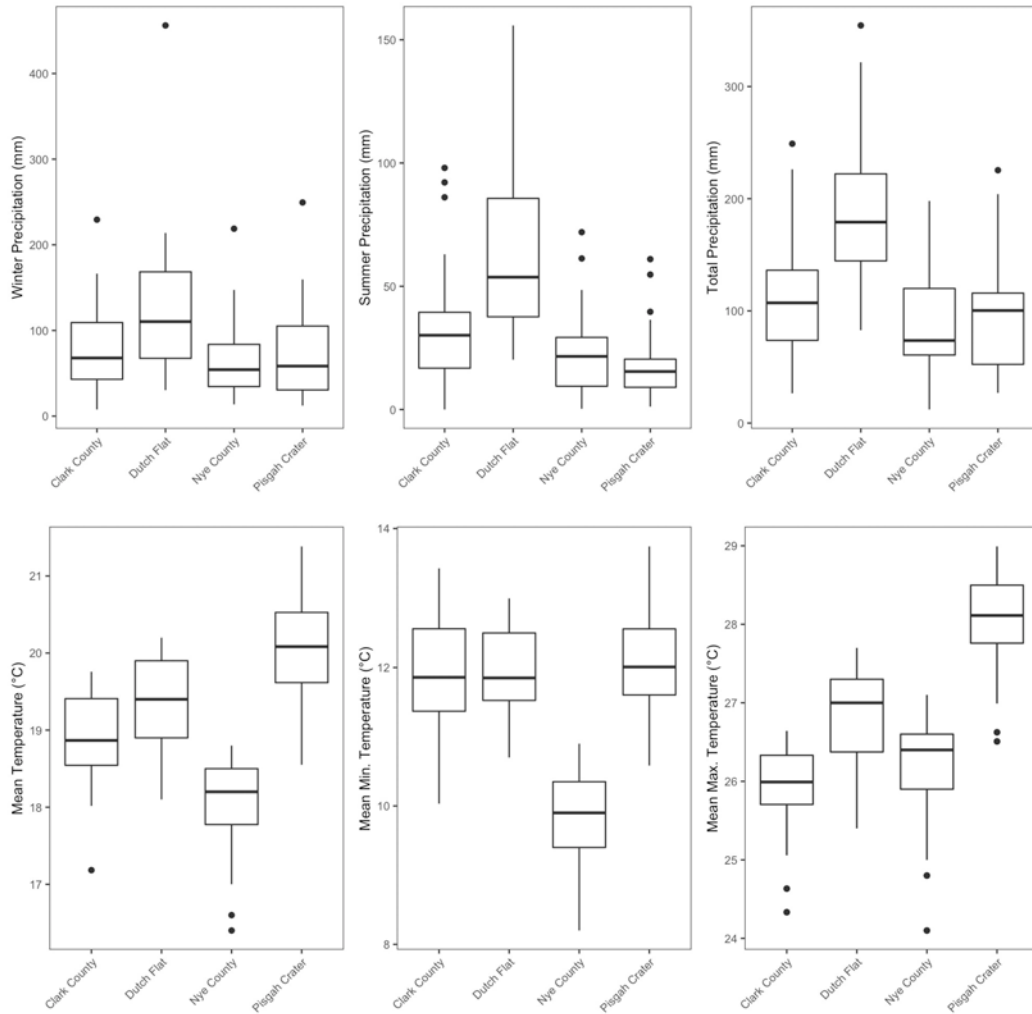 Winter Precipitation (mm)
400
300
200
100
0
Clark County
Dutch Flat
Nye County
Pisgah Crater
Summer Precipitation (mm)
150
100
50
0
Clark County
Dutch Flat
Nye County
Pisgah Crater
Total Precipitation (mm)
300
200
100
0
Clark County
Dutch Flat
Nye County
Pisgah Crater
Mean Temperature (°C)
21
20
19
18
17
Clark County
Dutch Flat
Nye County
Pisgah Crater
Mean Min. Temperature (°C)
14
12
10
8
Clark County
Dutch Flat
Nye County
Pisgah Crater
Mean Max. Temperature (°C)
29
28
27
26
25
24
Clark County
Dutch Flat
Nye County
Pisgah Crater